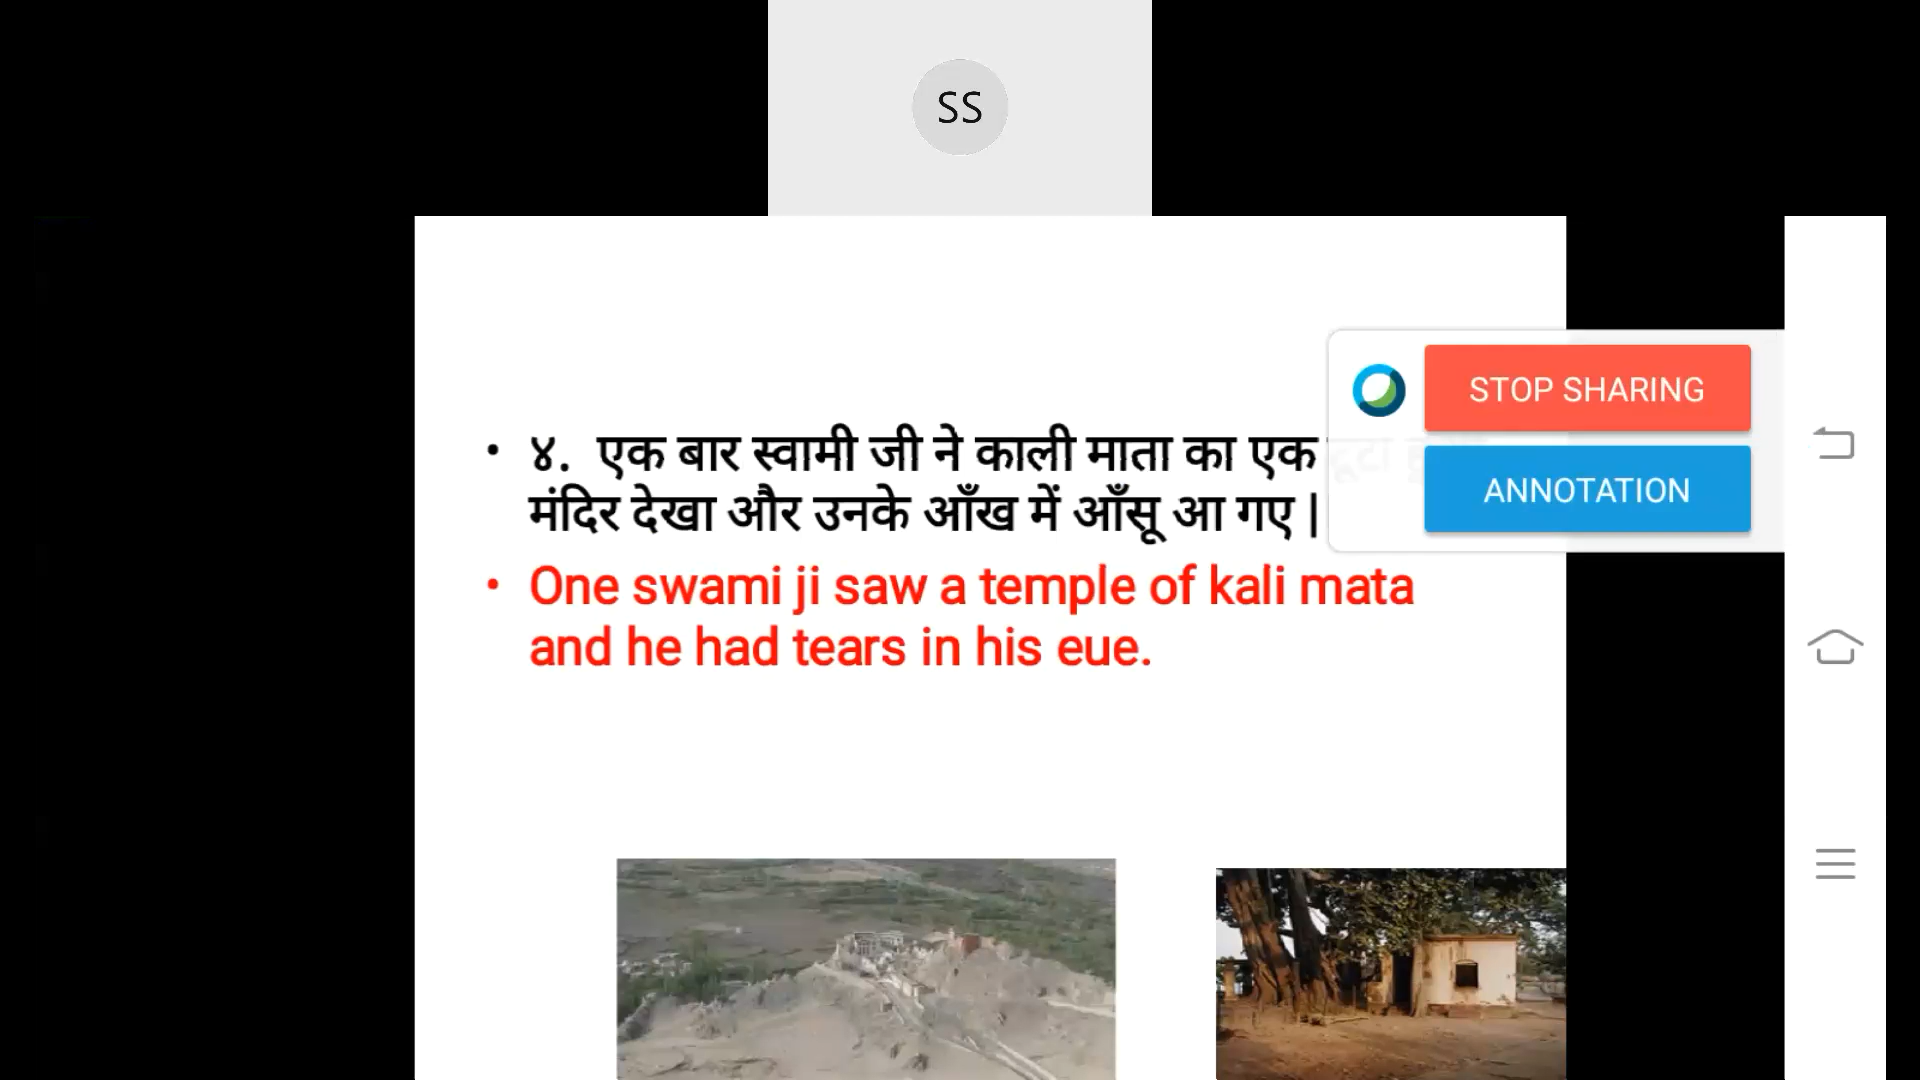 SS
STOP SHARING
ANNOTATION
• ४. एक बार स्वामी जी ने काली माता का एक
मंदिर देखा और उनके आँख में आँसू आ गए |
• One swami ji saw a temple of kali mata
and he had tears in his eue.